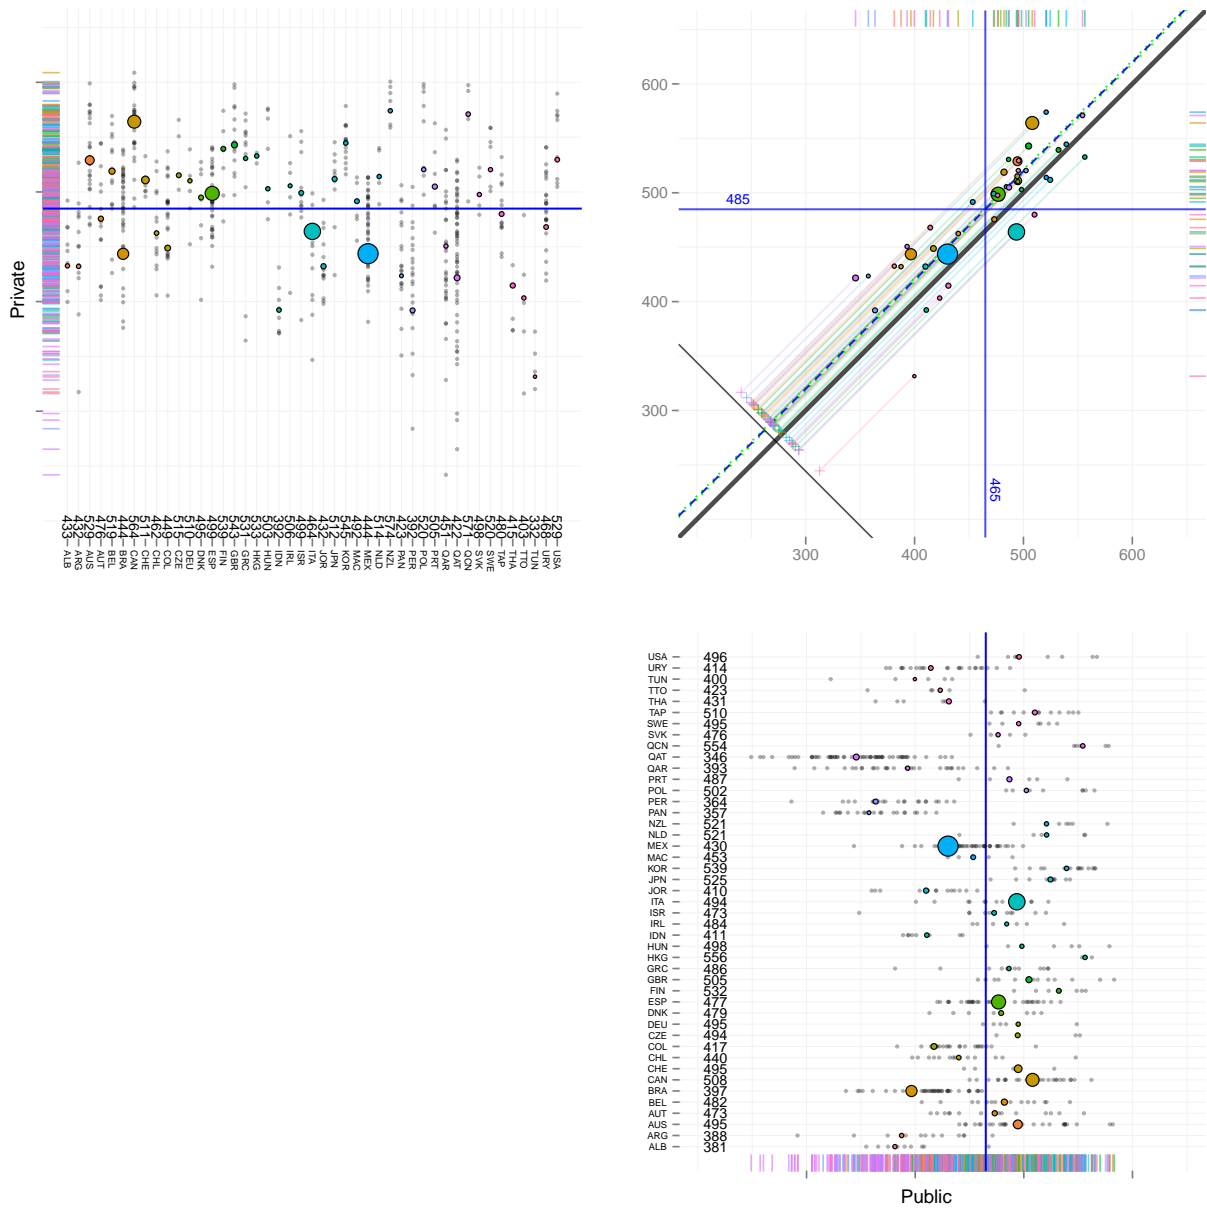 Private
433 ALB
432 ARG
529 AUS
476 AUT
519 BEL
444 BRA
564 CAN
511 CHE
462 CHL
449 COL
515 CZE
510 DEU
495 DNK
499 ESP
539 FIN
543 GBR
531 GRC
533 HKG
503 HUN
392 IDN
506 IRL
499 ISR
464 ITA
432 JOR
512 JPN
545 KOR
492 MAC
444 MEX
514 NLD
574 NZL
423 PAN
392 PER
520 POL
505 PRT
451 QAR
422 QAT
571 QCN
498 SVK
520 SWE
480 TAP
415 THA
403 TTO
332 TUN
468 URY
529 USA
600
500
400
300
485
465
300 400 500 600
USA 496
URY 414
TUN 400
TTO 423
THA 431
TAP 510
SWE 495
SVK 476
QCN 554
QAT 346
QAR 393
PRT 487
POL 502
PER 364
PAN 357
NZL 521
NLD 521
MEX 430
MAC 453
KOR 539
JPN 525
JOR 410
ITA 494
ISR 473
IRL 484
IDN 411
HUN 498
HKG 556
GRC 486
GBR 505
FIN 532
ESP 477
DNK 479
DEU 495
CZE 494
COL 417
CHL 440
CHE 495
CAN 508
BRA 397
BEL 482
AUT 473
AUS 495
ARG 388
ALB 381
Public